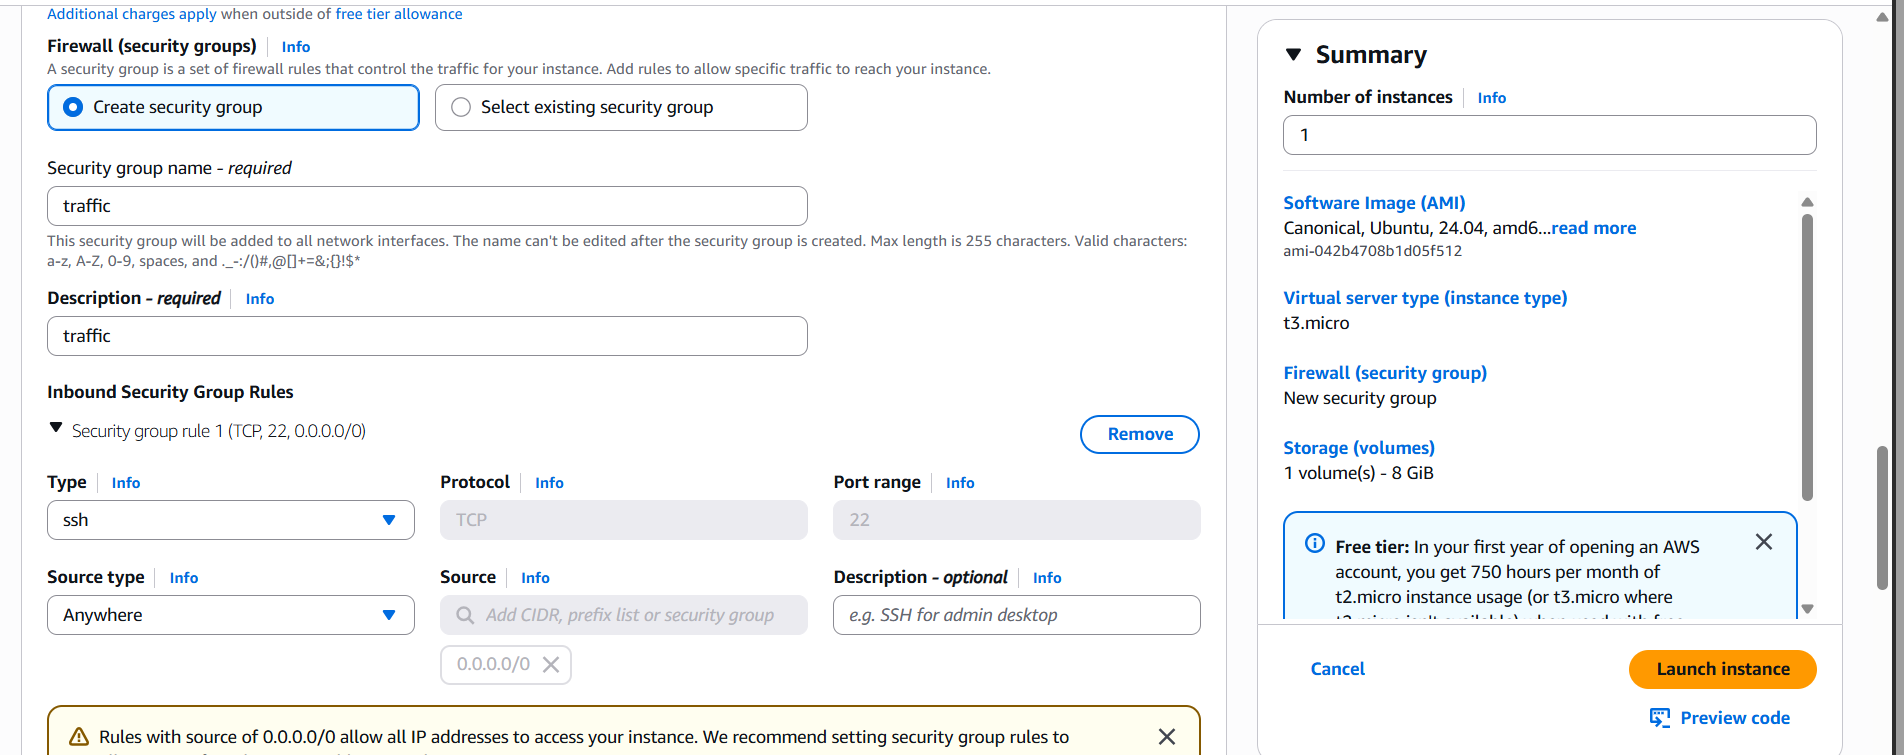 Additional charges apply when outside of free tier allowance
Firewall (security groups) Info
A security group is a set of firewall rules that control the traffic for your instance. Add rules to allow specific traffic to reach your instance.
Create security group
Select existing security group
Security group name - required
traffic
This security group will be added to all network interfaces. The name can't be edited after the security group is created. Max length is 255 characters. Valid characters:
a-z, A-Z, 0-9, spaces, and ._-:/()#,@[]+=&;{}!$*
Description - required Info
traffic
Inbound Security Group Rules
Security group rule 1 (TCP, 22, 0.0.0.0/0)
Remove
Type Info
Protocol Info
Port range Info
ssh
TCP
22
Source type Info
Source Info
Description - optional Info
Anywhere
Add CIDR, prefix list or security group
e.g. SSH for admin desktop
0.0.0.0/0
Rules with source of 0.0.0.0/0 allow all IP addresses to access your instance. We recommend setting security group rules to
Summary
Number of instances Info
1
Software Image (AMI)
Canonical, Ubuntu, 24.04, amd6...read more
ami-042b4708b1d05f512
Virtual server type (instance type)
t3.micro
Firewall (security group)
New security group
Storage (volumes)
1 volume(s) - 8 GiB
Free tier: In your first year of opening an AWS
account, you get 750 hours per month of
t2.micro instance usage (or t3.micro where
Cancel
Launch instance
Preview code